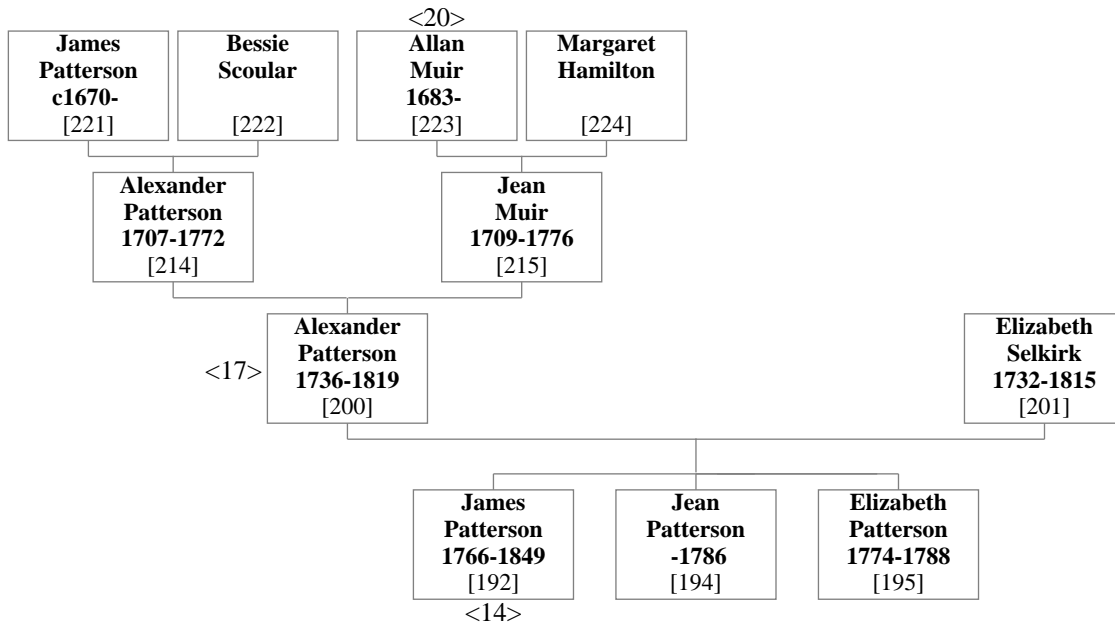 <20>
James
Patterson
c1670-
[221]
Bessie
Scoular
[222]
Allan
Muir
1683-
[223]
Margaret
Hamilton
[224]
Alexander
Patterson
1707-1772
[214]
Jean
Muir
1709-1776
[215]
<17>
Alexander
Patterson
1736-1819
[200]
Elizabeth
Selkirk
1732-1815
[201]
James
Patterson
1766-1849
[192]
Jean
Patterson
-1786
[194]
Elizabeth
Patterson
1774-1788
[195]
<14>